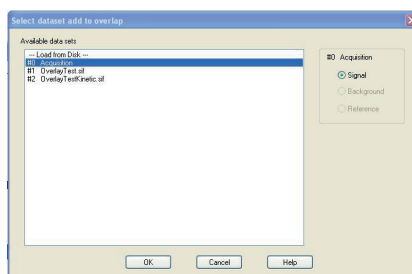 Select dataset add to overlap
Available data sets
--- Load from Disk ---
#0 Acquisition
#1 OverlayTest.sif
#2 OverlayTestKinetic.sif
#0 Acquisition
Signal
Background
Reference
OK
Cancel
Help